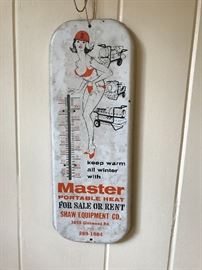 keep warm
all winter
with
Master
PORTABLE HEAT
FOR SALE OR RENT
SHAW EQUIPMENT CO.